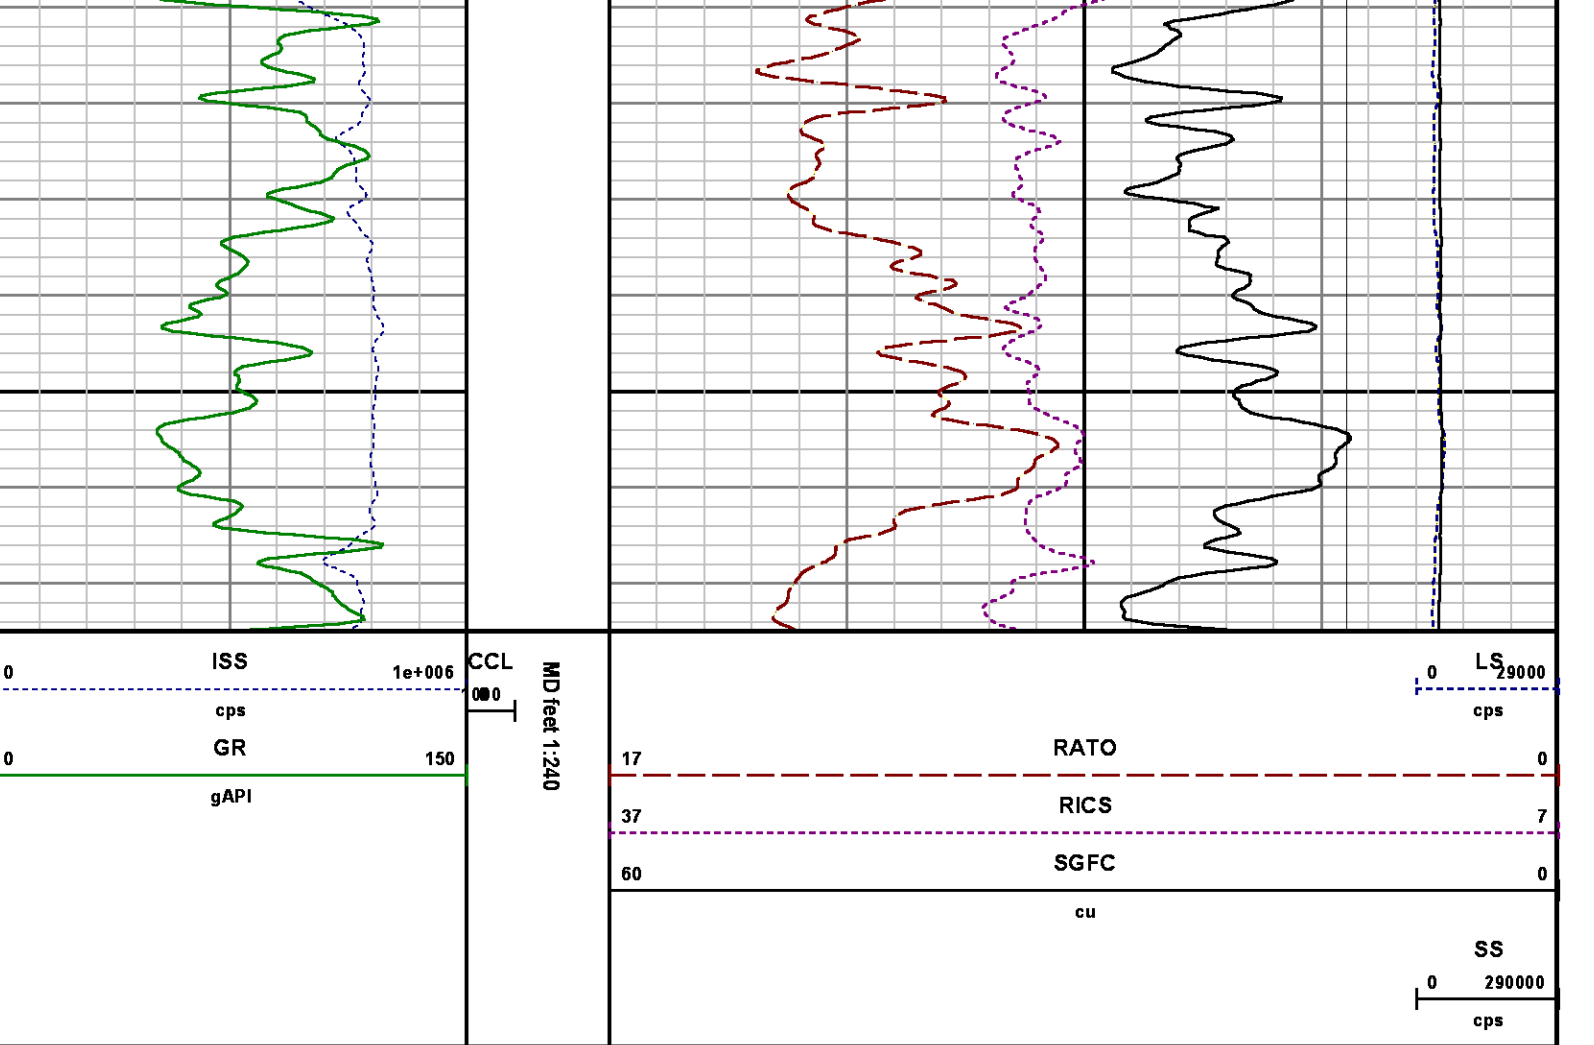 ISS
0 1e+006
cps
GR
0 150
gAPI
CCL
MD feet 1:240
LS
0 29000
cps
RATO
17 0
RICS
37 7
SGFC
60 0
cu
SS
0 290000
cps